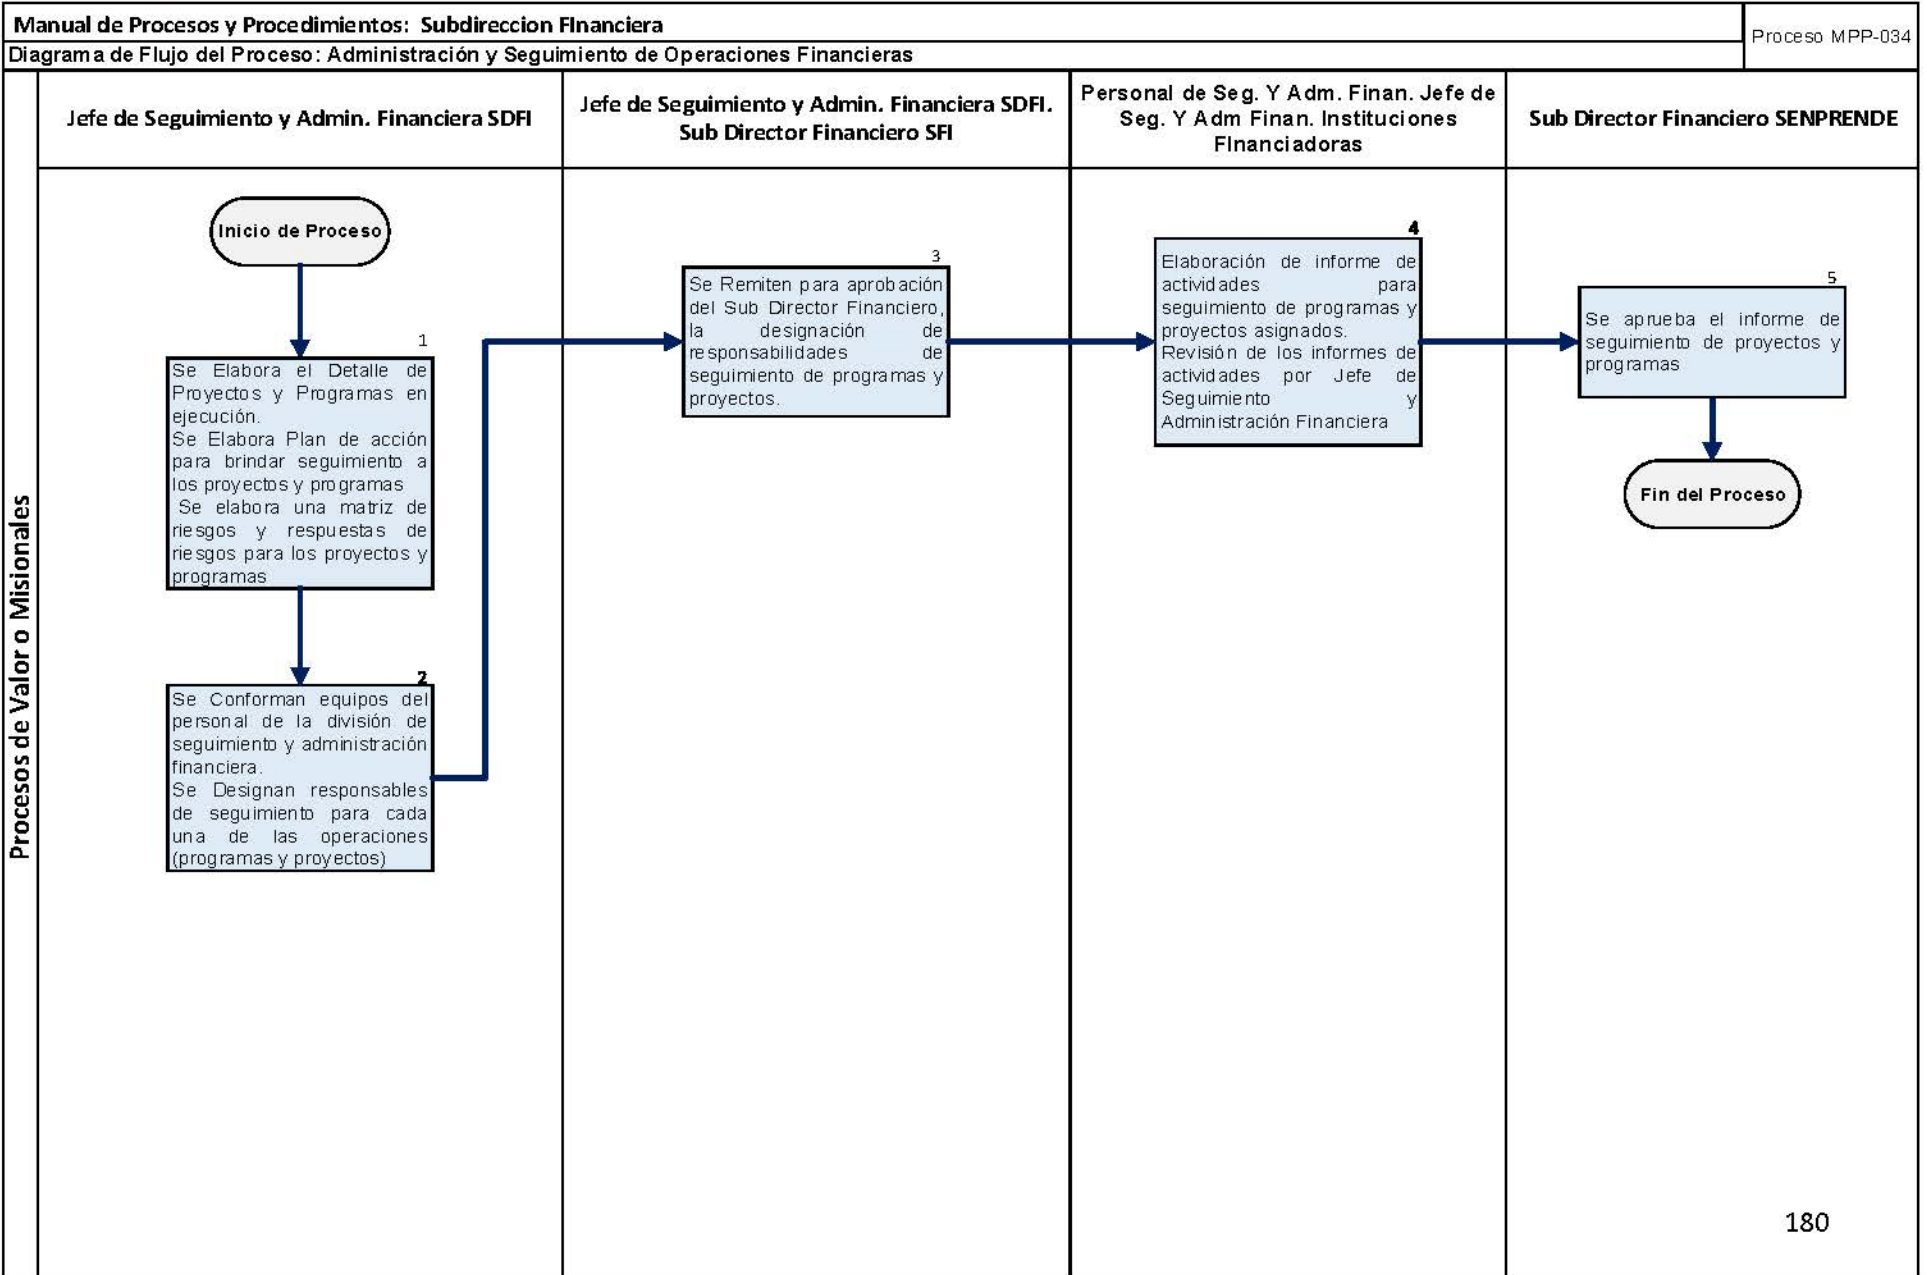 Manual de Procesos y Procedimientos: Subdireccion FInanciera
Proceso MPP-034
Diagrama de Flujo del Proceso: Administración y Seguimiento de Operaciones Financieras
Procesos de Valor o Misionales
Jefe de Seguimiento y Admin. Financiera SDFI
Jefe de Seguimiento y Admin. Financiera SDFI.
Sub Director Financiero SFI
Personal de Seg. Y Adm. Finan. Jefe de
Seg. Y Adm Finan. Instituciones
FInanciadoras
Sub Director Financiero SENPRENDE
Inicio de Proceso
1
Se Elabora el Detalle de
Proyectos y Programas en
ejecución.
Se Elabora Plan de acción
para brindar seguimiento a
los proyectos y programas
Se elabora una matriz de
riesgos y respuestas de
riesgos para los proyectos y
programas
2
Se Conforman equipos del
personal de la división de
seguimiento y administración
financiera.
Se Designan responsables
de seguimiento para cada
una de las operaciones
(programas y proyectos)
3
Se Remiten para aprobación
del Sub Director Financiero,
la designación de
responsabilidades de
seguimiento de programas y
proyectos.
4
Elaboración de informe de
actividades para
seguimiento de programas y
proyectos asignados.
Revisión de los informes de
actividades por Jefe de
Seguimiento y
Administración Financiera
5
Se aprueba el informe de
seguimiento de proyectos y
programas
Fin del Proceso
180